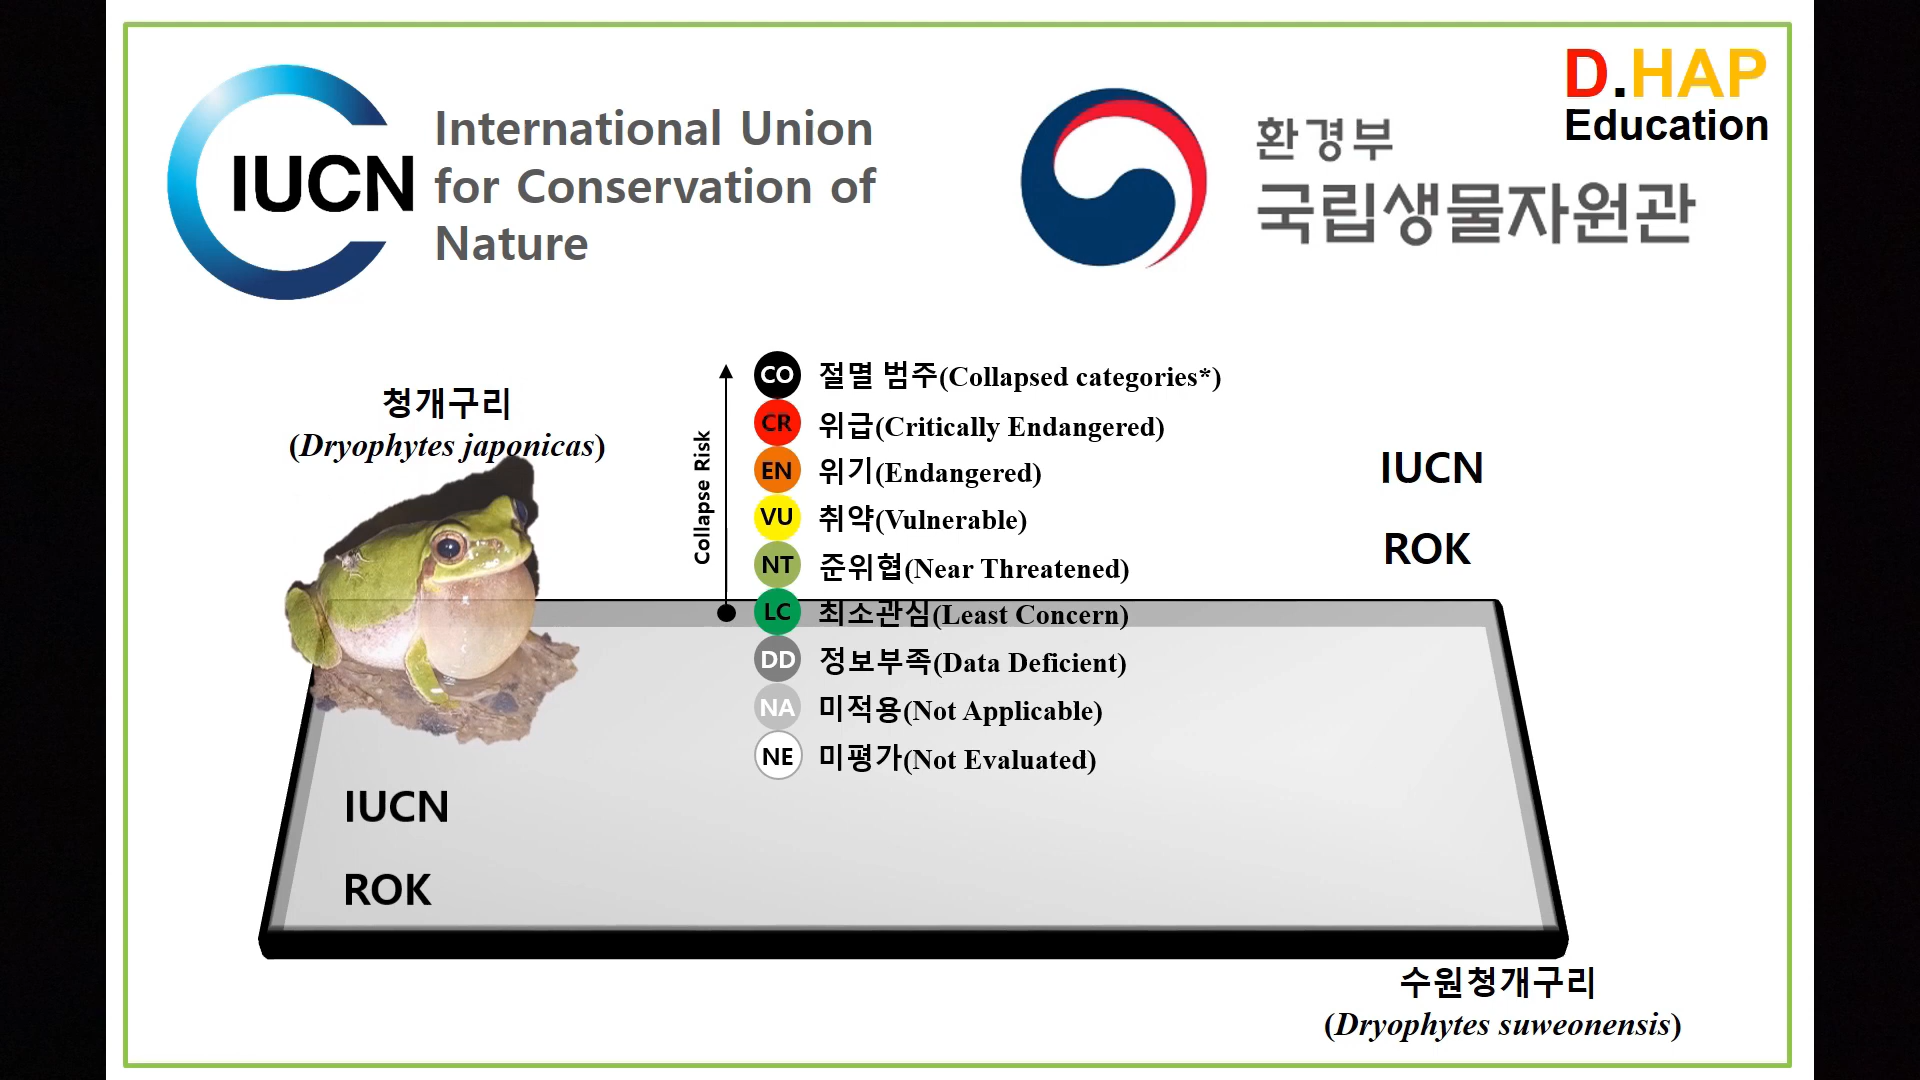 IUCN
International Union
for Conservation of
Nature
환경부
국립생물자원관
D.HAP
Education
청개구리
(Dryophytes japonicas)
Collapse Risk
CO 절멸 범주(Collapsed categories*)
CR 위급(Critically Endangered)
EN 위기(Endangered)
VU 취약(Vulnerable)
NT 준위협(Near Threatened)
LC 최소관심(Least Concern)
DD 정보부족(Data Deficient)
NA 미적용(Not Applicable)
NE 미평가(Not Evaluated)
IUCN
ROK
IUCN
ROK
수원청개구리
(Dryophytes suweonensis)